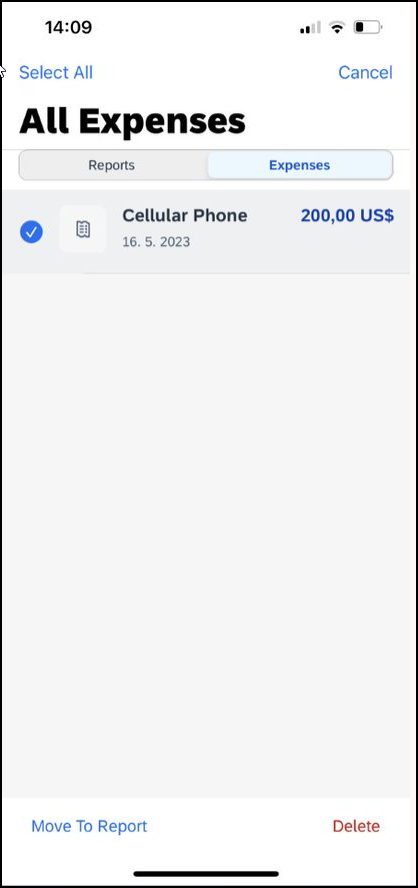 14:09
Select All Cancel
All Expenses
Reports Expenses
Cellular Phone 200,00 US$
16. 5. 2023
Move To Report Delete